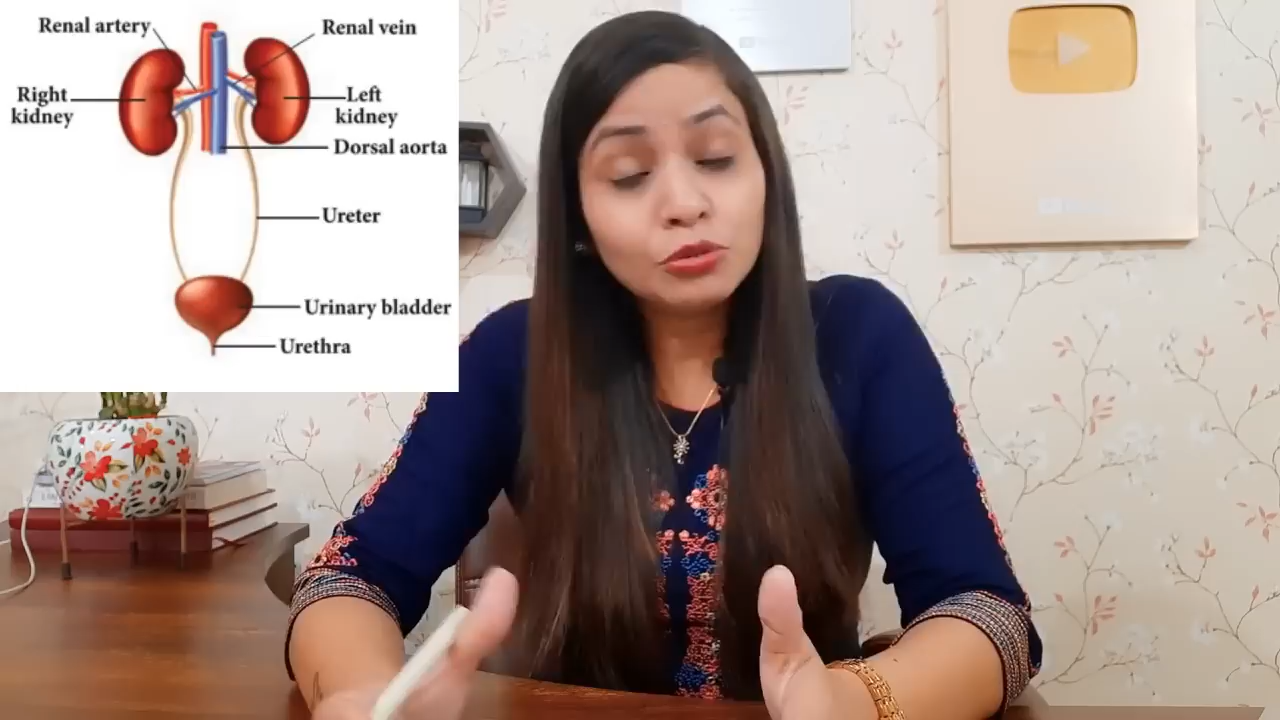 Renal artery
Renal vein
Right
kidney
Left
kidney
Dorsal aorta
Ureter
Urinary bladder
Urethra